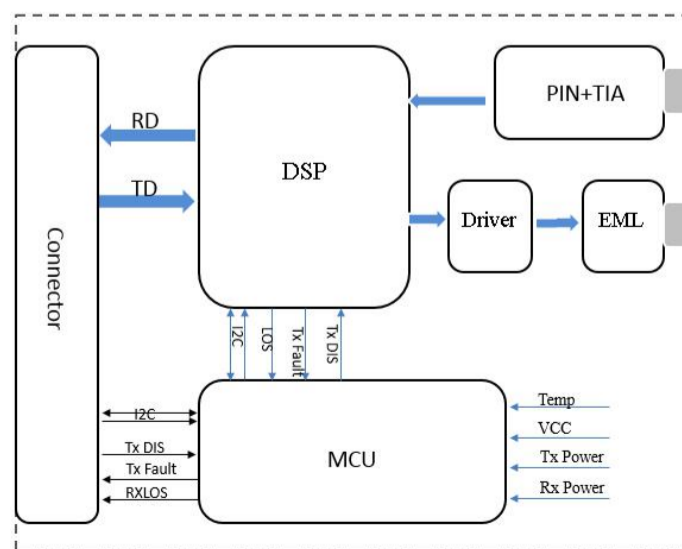 PIN+TIA
RD
DSP
TD
Driver
EML
Connector
I2C
LOS
Tx Fault
Tx DIS
I2C
Tx DIS
Tx Fault
RXLOS
MCU
Temp
VCC
Tx Power
Rx Power